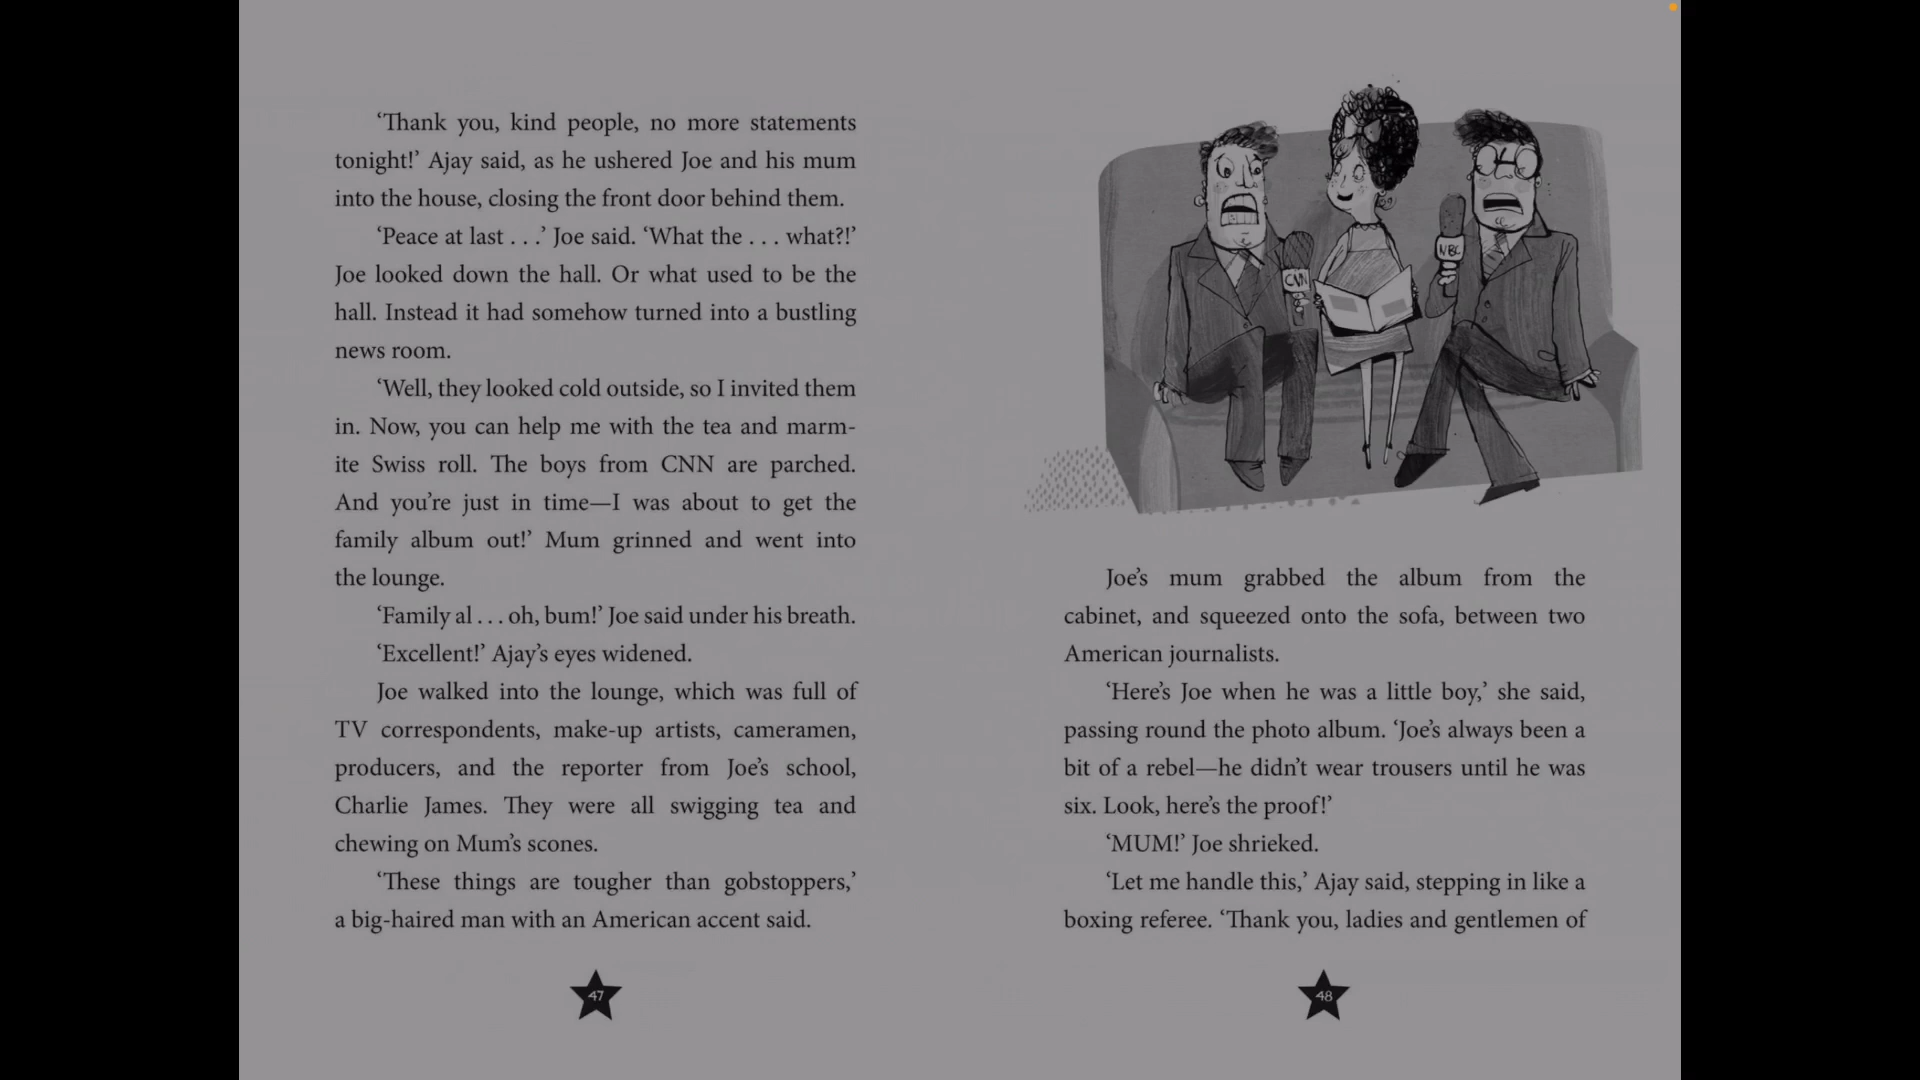 ‘Thank you, kind people, no more statements
tonight!’ Ajay said, as he ushered Joe and his mum
into the house, closing the front door behind them.
‘Peace at last . . .’ Joe said. ‘What the . . . what?!’
Joe looked down the hall. Or what used to be the
hall. Instead it had somehow turned into a bustling
news room.
‘Well, they looked cold outside, so I invited them
in. Now, you can help me with the tea and marm-
ite Swiss roll. The boys from CNN are parched.
And you’re just in time—I was about to get the
family album out!’ Mum grinned and went into
the lounge.
‘Family al . . . oh, bum!’ Joe said under his breath.
‘Excellent!’ Ajay’s eyes widened.
Joe walked into the lounge, which was full of
TV correspondents, make-up artists, cameramen,
producers, and the reporter from Joe’s school,
Charlie James. They were all swigging tea and
chewing on Mum’s scones.
‘These things are tougher than gobstoppers,’
a big-haired man with an American accent said.
47
CNN
NBC
Joe’s mum grabbed the album from the
cabinet, and squeezed onto the sofa, between two
American journalists.
‘Here’s Joe when he was a little boy,’ she said,
passing round the photo album. ‘Joe’s always been a
bit of a rebel—he didn’t wear trousers until he was
six. Look, here’s the proof!’
‘MUM!’ Joe shrieked.
‘Let me handle this,’ Ajay said, stepping in like a
boxing referee. ‘Thank you, ladies and gentlemen of
48